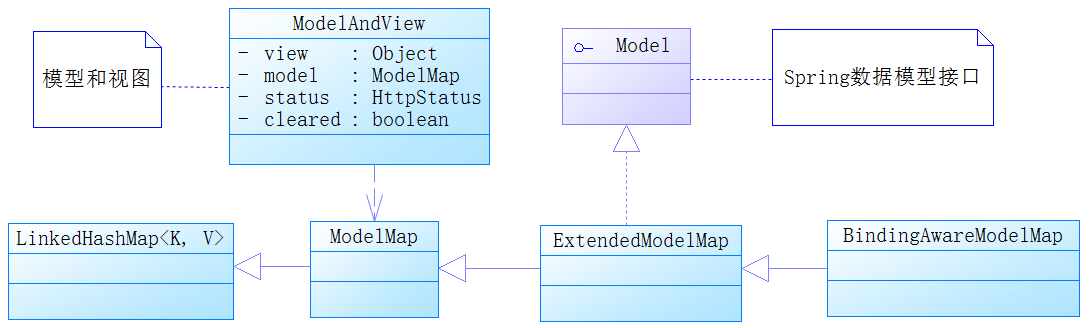 模型和视图
ModelAndView
- view : Object
- model : ModelMap
- status : HttpStatus
- cleared : boolean
Model
Spring数据模型接口
LinkedHashMap<K, V>
ModelMap
ExtendedModelMap
BindingAwareModelMap